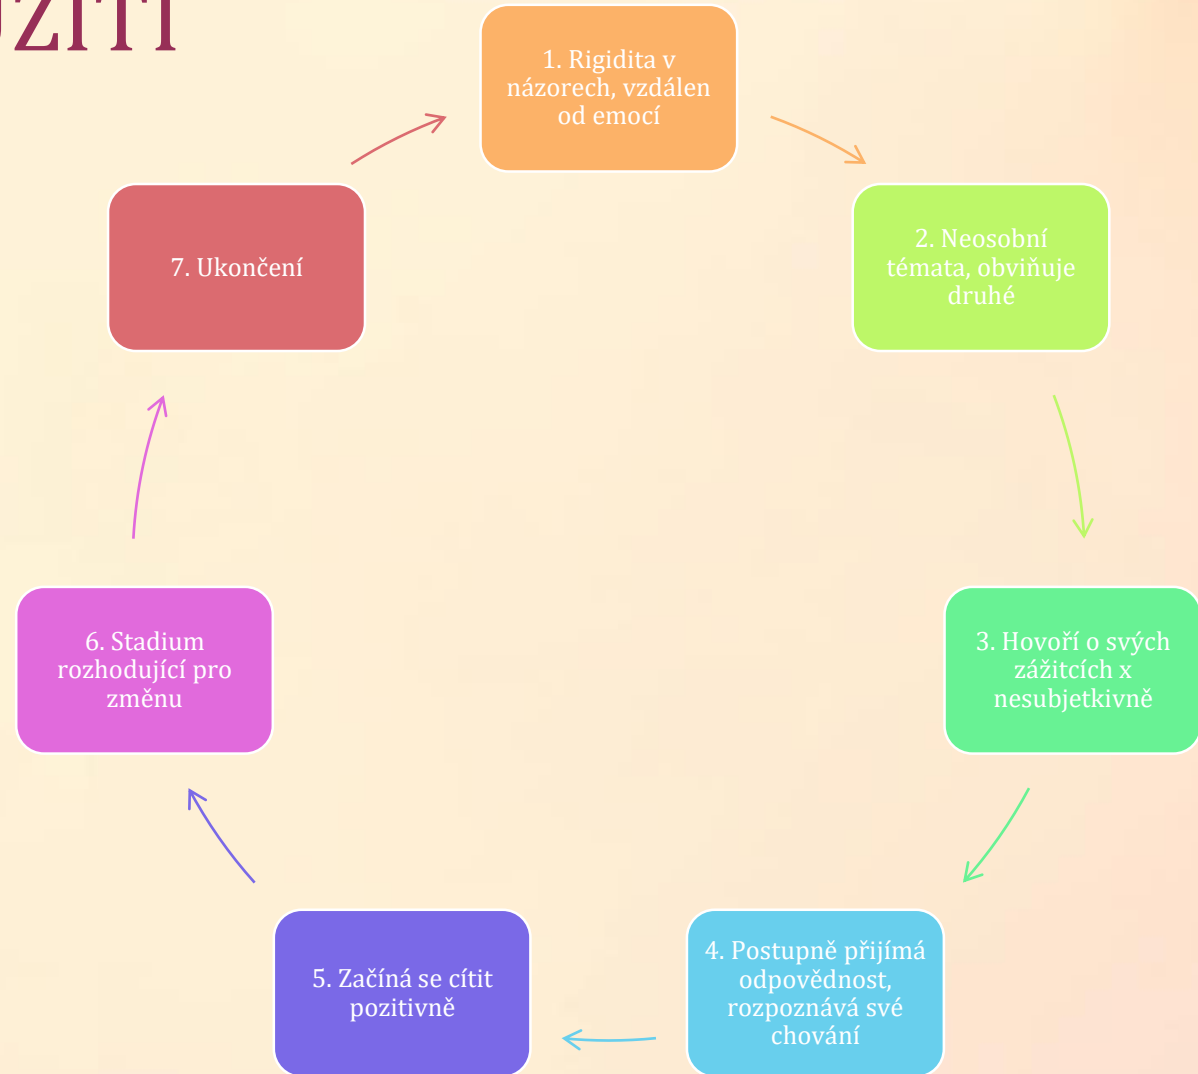 UŽITÍ
1. Rigidita v
názorech, vzdálen
od emocí
2. Neosobní
témata, obviňuje
druhé
3. Hovoří o svých
zážitcích x
nesubjetkivně
4. Postupně přijímá
odpovědnost,
rozpoznává své
chování
5. Začíná se cítit
pozitivně
6. Stadium
rozhodující pro
změnu
7. Ukončení